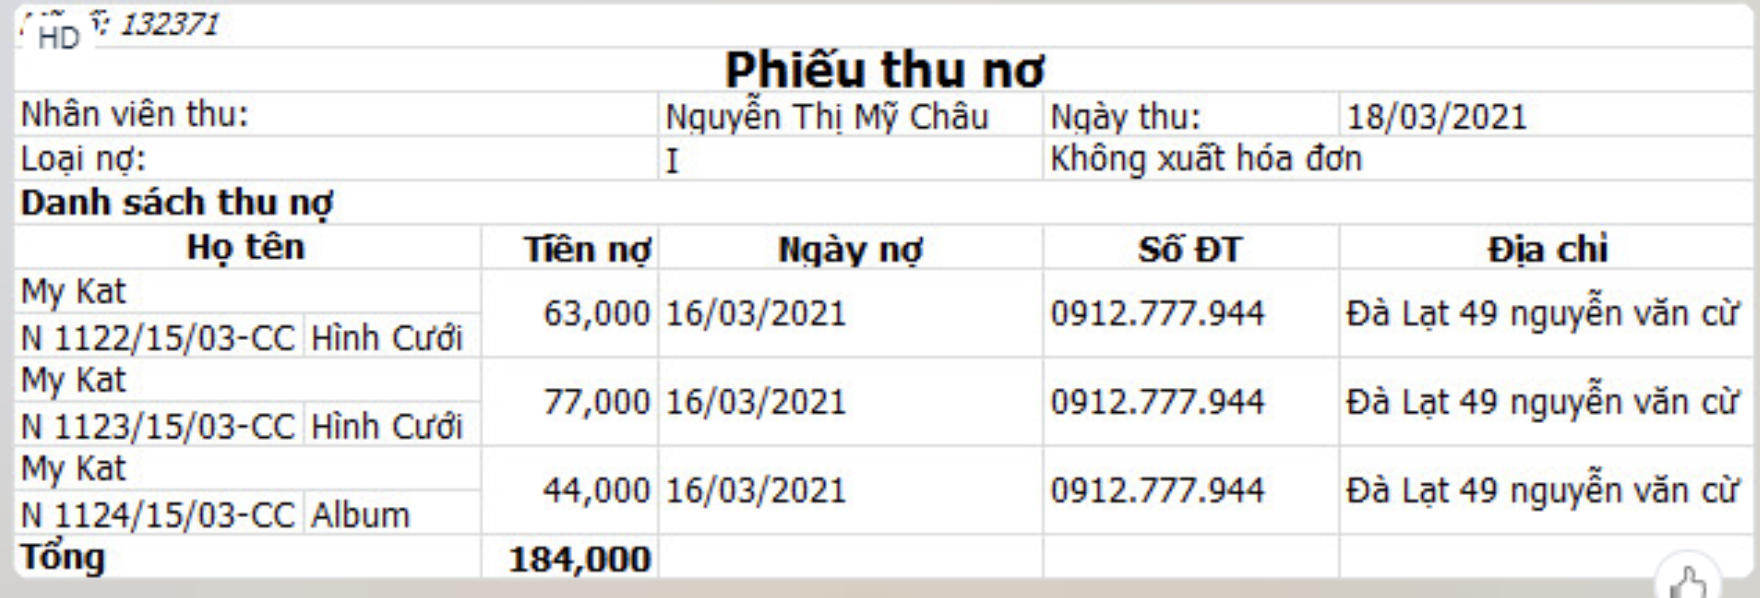 HD
: 132371
Phiếu thu nơ
Nhân viên thu: Nguyễn Thị Mỹ Châu Ngày thu: 18/03/2021
Loại nợ: I Không xuất hóa đơn
Danh sách thu nợ
Họ tên Tiền nợ Ngày nợ Số ĐT Địa chỉ
My Kat
63,000 16/03/2021 0912.777.944 Đà Lạt 49 nguyễn văn cừ
N 1122/15/03-CC Hình Cưới
My Kat
77,000 16/03/2021 0912.777.944 Đà Lạt 49 nguyễn văn cừ
N 1123/15/03-CC Hình Cưới
My Kat
44,000 16/03/2021 0912.777.944 Đà Lạt 49 nguyễn văn cừ
N 1124/15/03-CC Album
Tổng 184,000